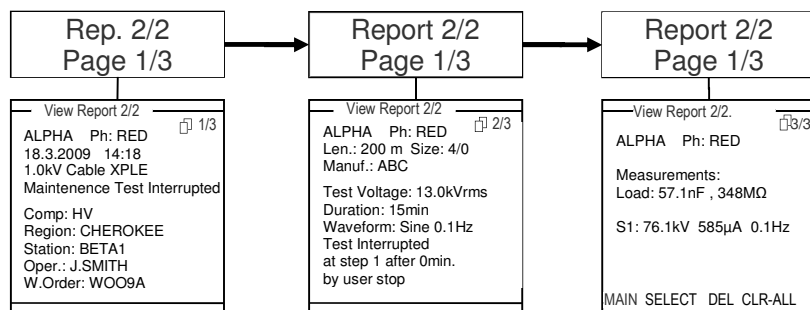 Rep. 2/2
Page 1/3
Report 2/2
Page 1/3
Report 2/2
Page 1/3
View Report 2/2
1/3
ALPHA Ph: RED
18.3.2009 14:18
1.0kV Cable XPLE
Maintenence Test Interrupted
Comp: HV
Region: CHEROKEE
Station: BETA1
Oper.: J.SMITH
W.Order: WOO9A
View Report 2/2
2/3
ALPHA Ph: RED
Len.: 200 m Size: 4/0
Manuf.: ABC
Test Voltage: 13.0kVrms
Duration: 15min
Waveform: Sine 0.1Hz
Test Interrupted
at step 1 after 0min.
by user stop
View Report 2/2.
3/3
ALPHA Ph: RED
Measurements:
Load: 57.1nF , 348MΩ
S1: 76.1kV 585µA 0.1Hz
MAIN SELECT DEL CLR-ALL